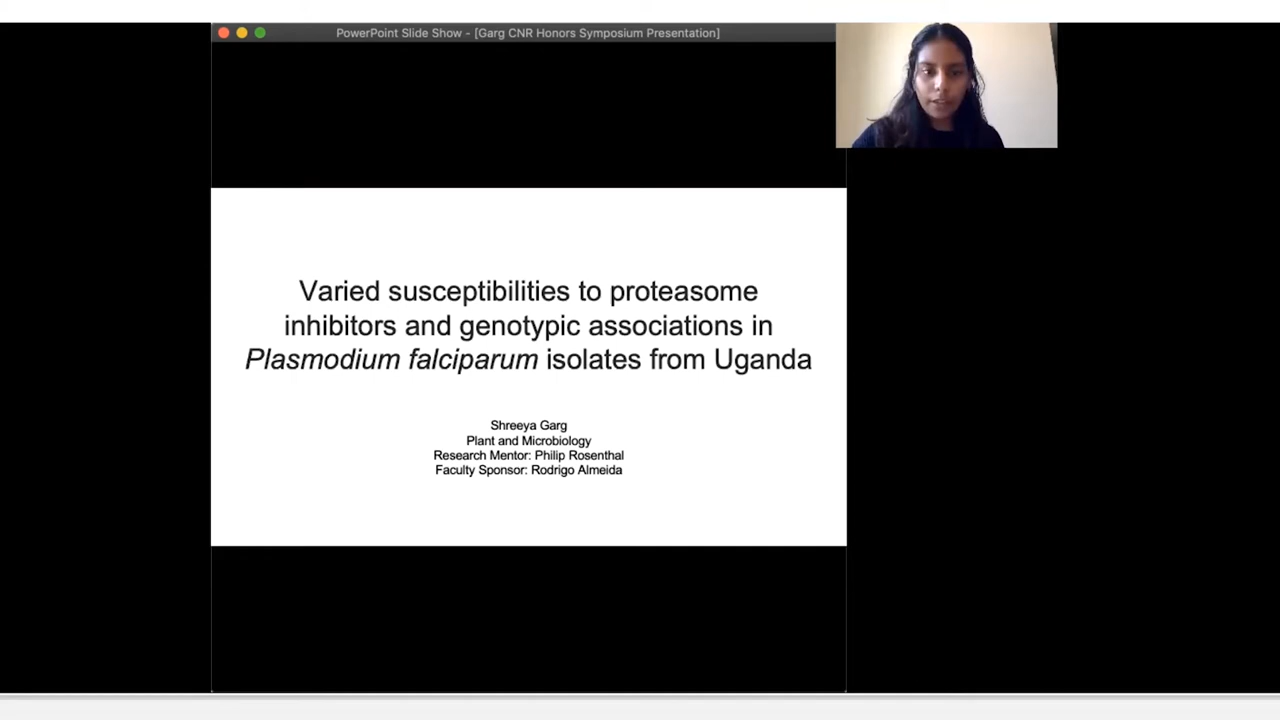 PowerPoint Slide Show - [Garg CNR Honors Symposium Presentation]
Varied susceptibilities to proteasome
inhibitors and genotypic associations in
Plasmodium falciparum isolates from Uganda
Shreeya Garg
Plant and Microbiology
Research Mentor: Philip Rosenthal
Faculty Sponsor: Rodrigo Almeida